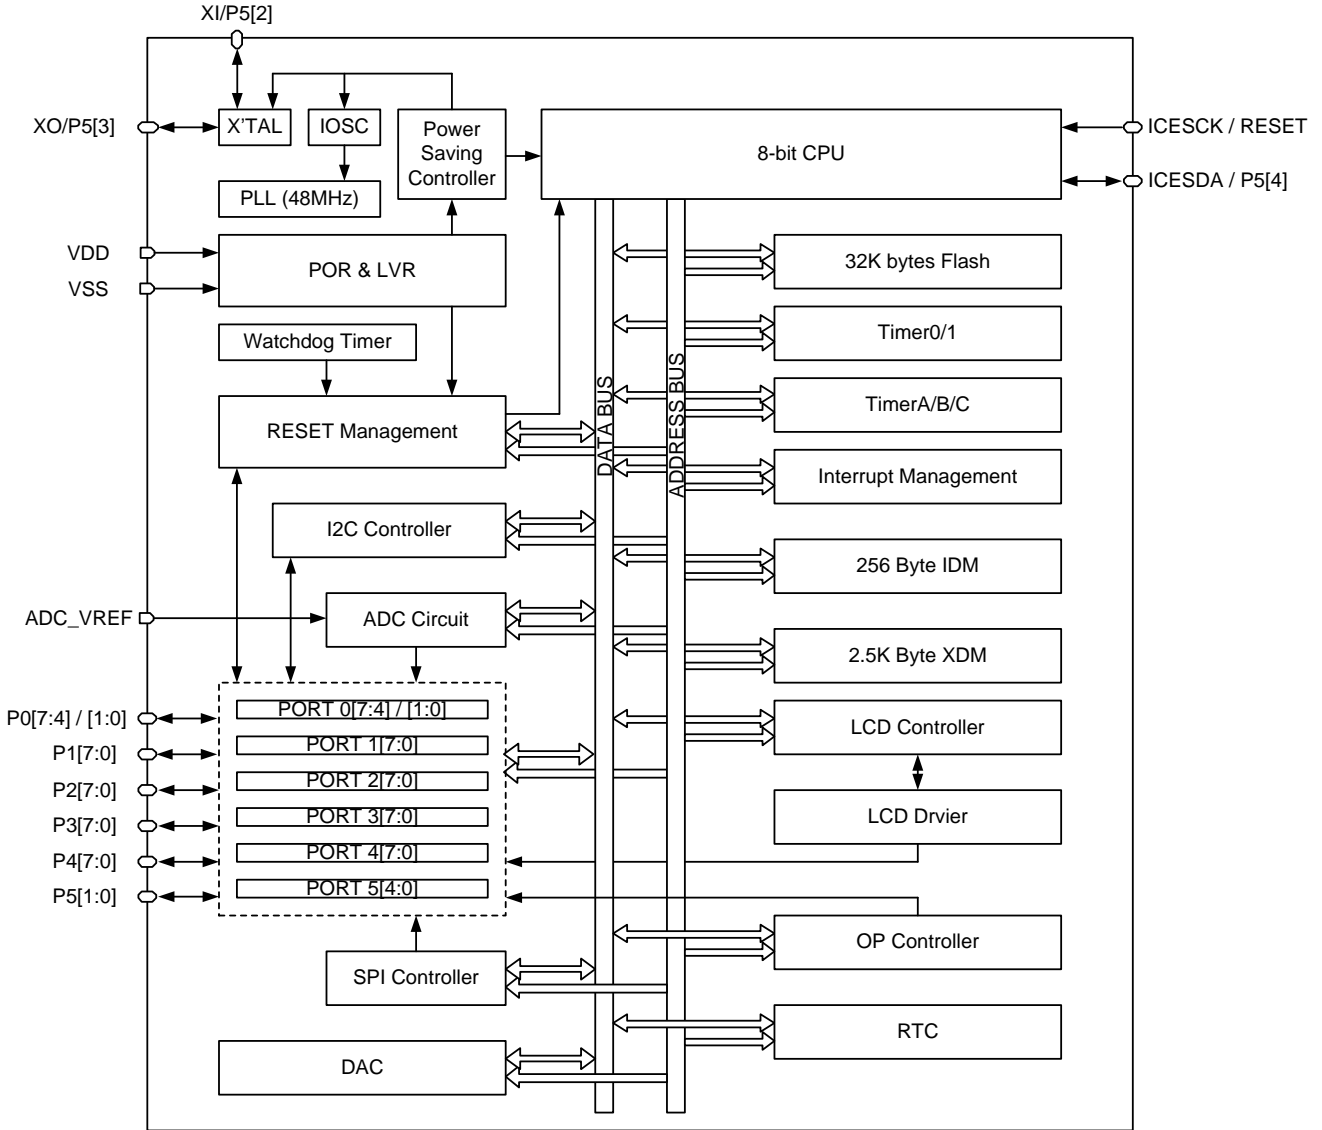 XI/P5[2]
XO/P5[3]
X'TAL
IOSC
Power
Saving
Controller
8-bit CPU
ICESCK / RESET
ICESDA / P5[4]
PLL (48MHz)
VDD
VSS
POR & LVR
32K bytes Flash
Watchdog Timer
Timer0/1
RESET Management
DATA BUS
ADDRESS BUS
TimerA/B/C
Interrupt Management
I2C Controller
256 Byte IDM
ADC_VREF
ADC Circuit
2.5K Byte XDM
P0[7:4] / [1:0]
P1[7:0]
P2[7:0]
P3[7:0]
P4[7:0]
P5[1:0]
PORT 0[7:4] / [1:0]
PORT 1[7:0]
PORT 2[7:0]
PORT 3[7:0]
PORT 4[7:0]
PORT 5[4:0]
LCD Controller
LCD Drvier
OP Controller
SPI Controller
RTC
DAC